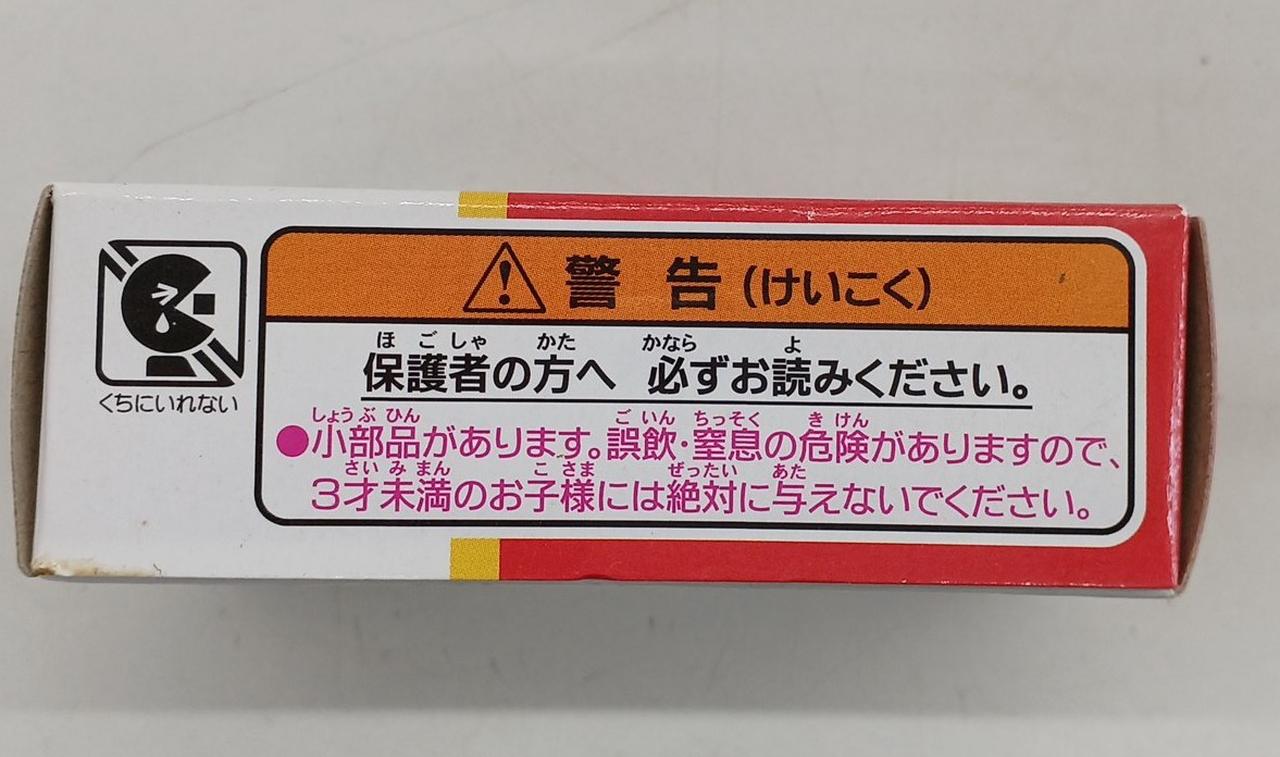 警 告(けいこく)
ほ ご しゃ かた かなら よ
保護者の方へ 必ずお読みください。
くちにいれない
しょうぶ ひん ご いん ちっそく き けん
●小部品があります。誤飲・窒息の危険がありますので、
さい み まん こ さま ぜったい あた
3才未満のお子様には絶対に与えないでください。